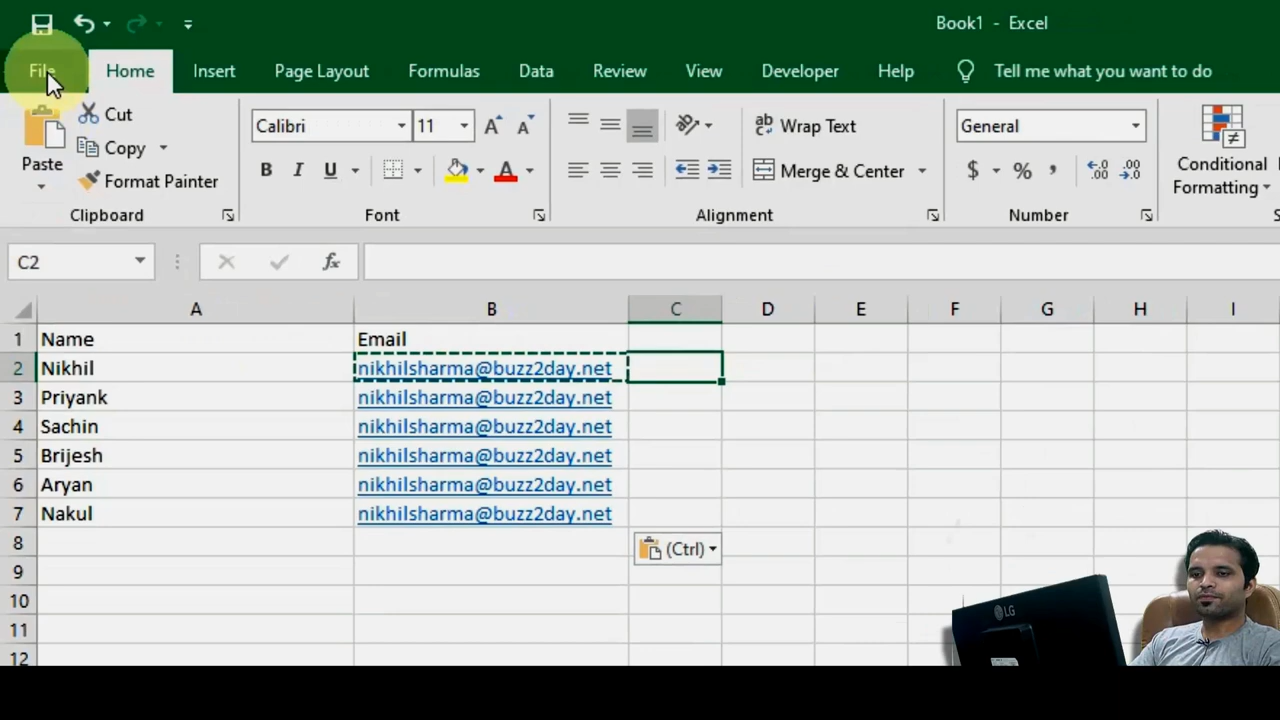 Book1 - Excel
File Home Insert Page Layout Formulas Data Review View Developer Help Tell me what you want to do
Paste
Cut
Copy
Format Painter
Clipboard
Calibri 11
B I U A
Font
Wrap Text
Merge & Center
Alignment
General
$ % ,
Number
Conditional
Formatting
C2 fx
A B C D E F G H I
1 Name Email
2 Nikhil nikhilsharma@buzz2day.net
3 Priyank nikhilsharma@buzz2day.net
4 Sachin nikhilsharma@buzz2day.net
5 Brijesh nikhilsharma@buzz2day.net
6 Aryan nikhilsharma@buzz2day.net
7 Nakul nikhilsharma@buzz2day.net
8 (Ctrl)
9
10
11
12
LG